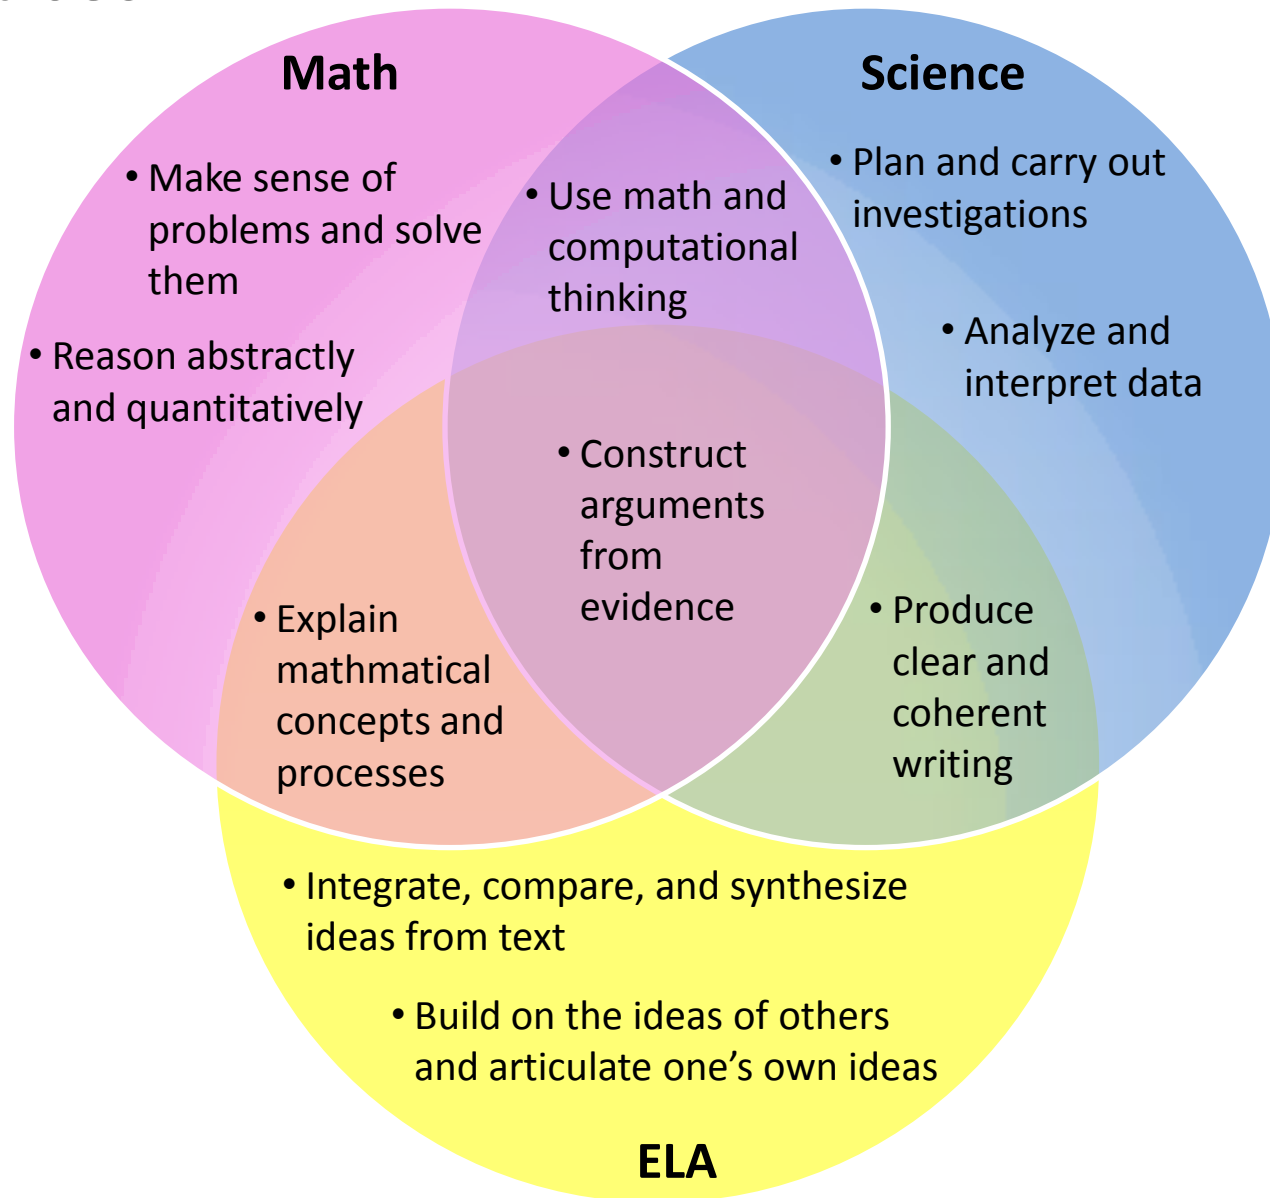 Math
• Make sense of
problems and solve
them
• Reason abstractly
and quantitatively
• Use math and
computational
thinking
Science
• Plan and carry out
investigations
• Analyze and
interpret data
• Construct
arguments
from
evidence
• Explain
mathmatical
concepts and
processes
• Produce
clear and
coherent
writing
• Integrate, compare, and synthesize
ideas from text
• Build on the ideas of others
and articulate one’s own ideas
ELA